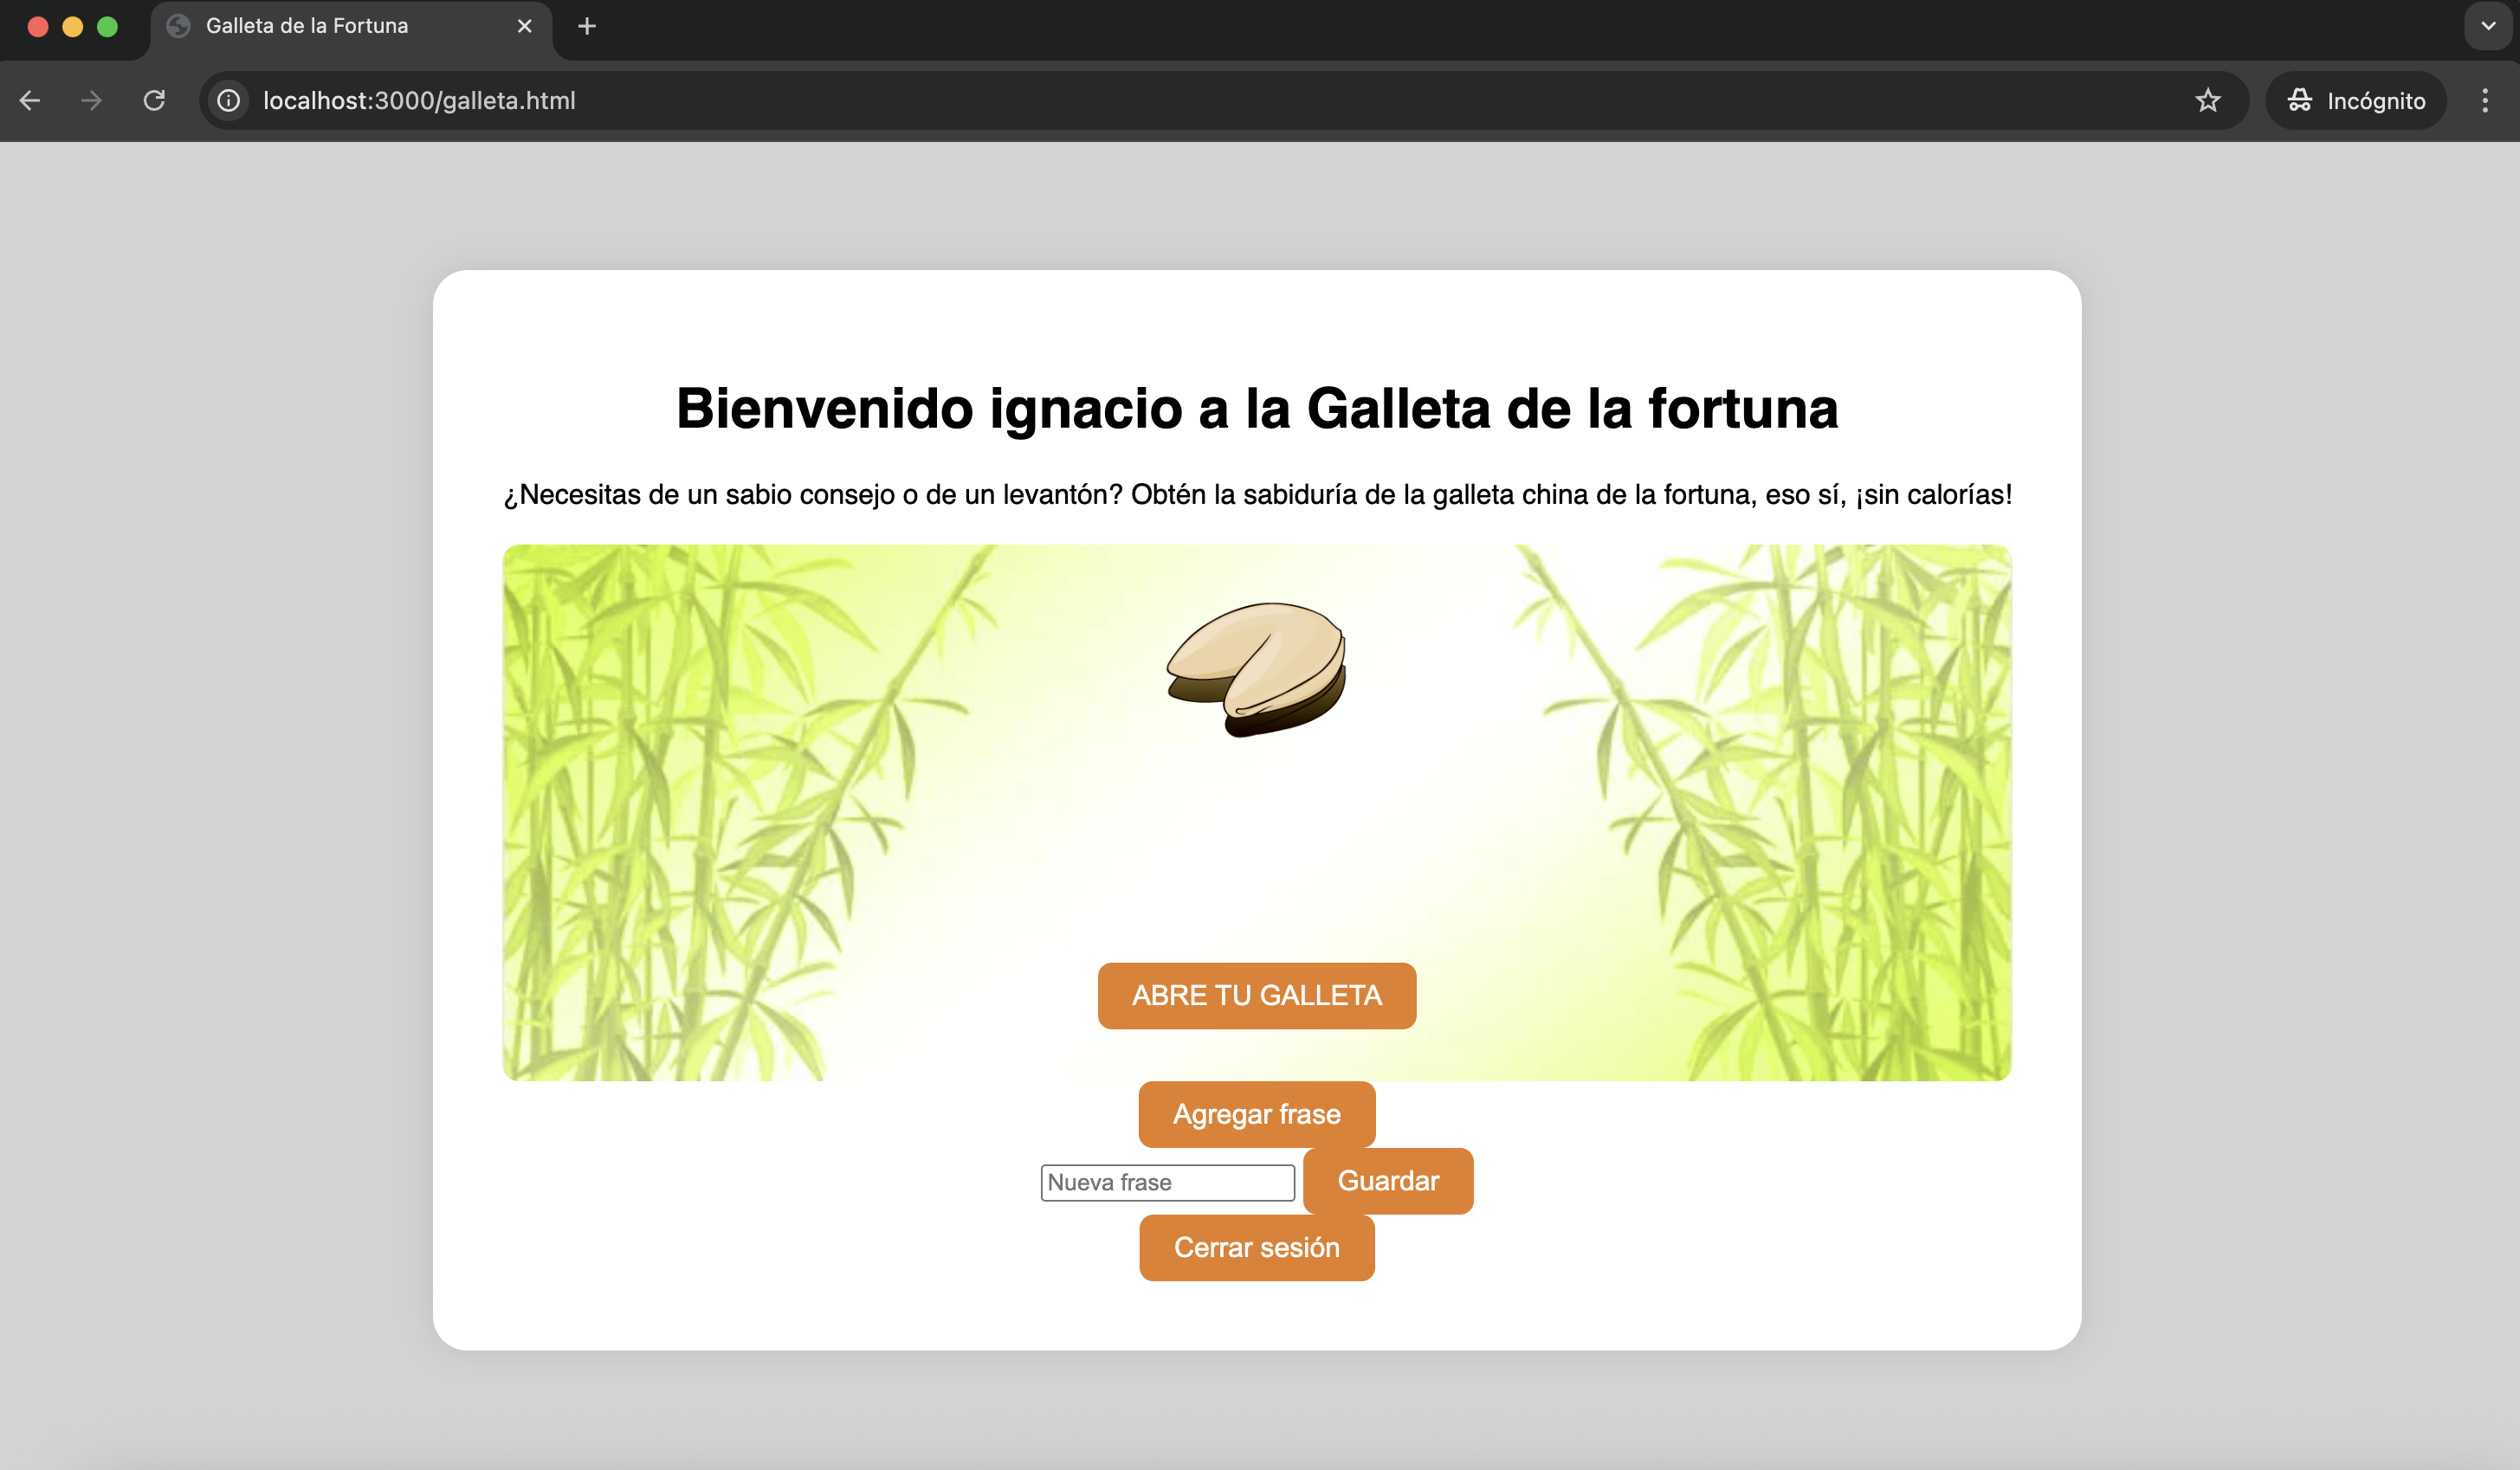 Galleta de la Fortuna
localhost:3000/galleta.html
Incógnito
Bienvenido ignacio a la Galleta de la fortuna
¿Necesitas de un sabio consejo o de un levantón? Obtén la sabiduría de la galleta china de la fortuna, eso sí, ¡sin calorías!
ABRE TU GALLETA
Agregar frase
Nueva frase Guardar
Cerrar sesión